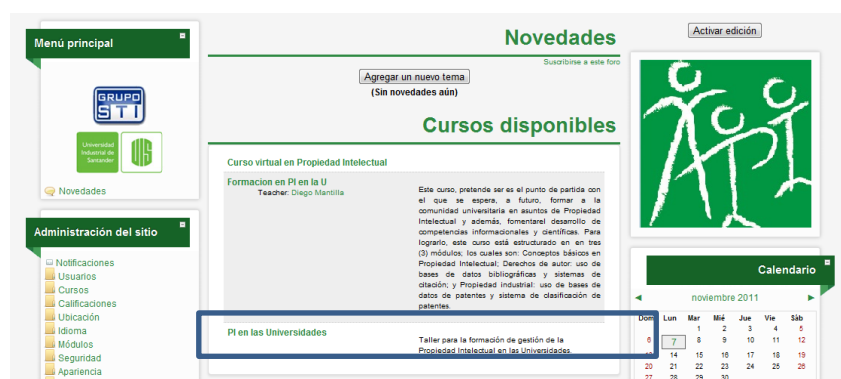 Menú principal
GRUPO
STI
Universidad
Industrial de
Santander
UIS
Novedades
Administración del sitio
Notificaciones
Usuarios
Cursos
Calificaciones
Ubicación
Idioma
Módulos
Seguridad
Apariencia
Novedades
Suscribirse a este foro
Agregar un nuevo tema
(Sin novedades aún)
Cursos disponibles
Curso virtual en Propiedad Intelectual
Formacion en PI en la U
Teacher: Diego Mantilla
Este curso, pretende ser es el punto de partida con
el que se espera, a futuro, formar a la
comunidad universitaria en asuntos de Propiedad
Intelectual y además, fomentarel desarrollo de
competencias informacionales y científicas. Para
lograrlo, este curso está estructurado en en tres
(3) módulos; los cuales son: Conceptos básicos en
Propiedad Intelectual; Derechos de autor: uso de
bases de datos bibliográficas y sistemas de
citación; y Propiedad industrial: uso de bases de
datos de patentes y sistema de clasificación de
patentes.
PI en las Universidades
Taller para la formación de gestión de la
Propiedad Intelectual en las Universidades.
Activar edición
Calendario
◄ noviembre 2011 ►
Dom Lun Mar Mié Jue Vie Sáb
1 2 3 4 5
6 7 8 9 10 11 12
13 14 15 16 17 18 19
20 21 22 23 24 25 26
27 28 29 30